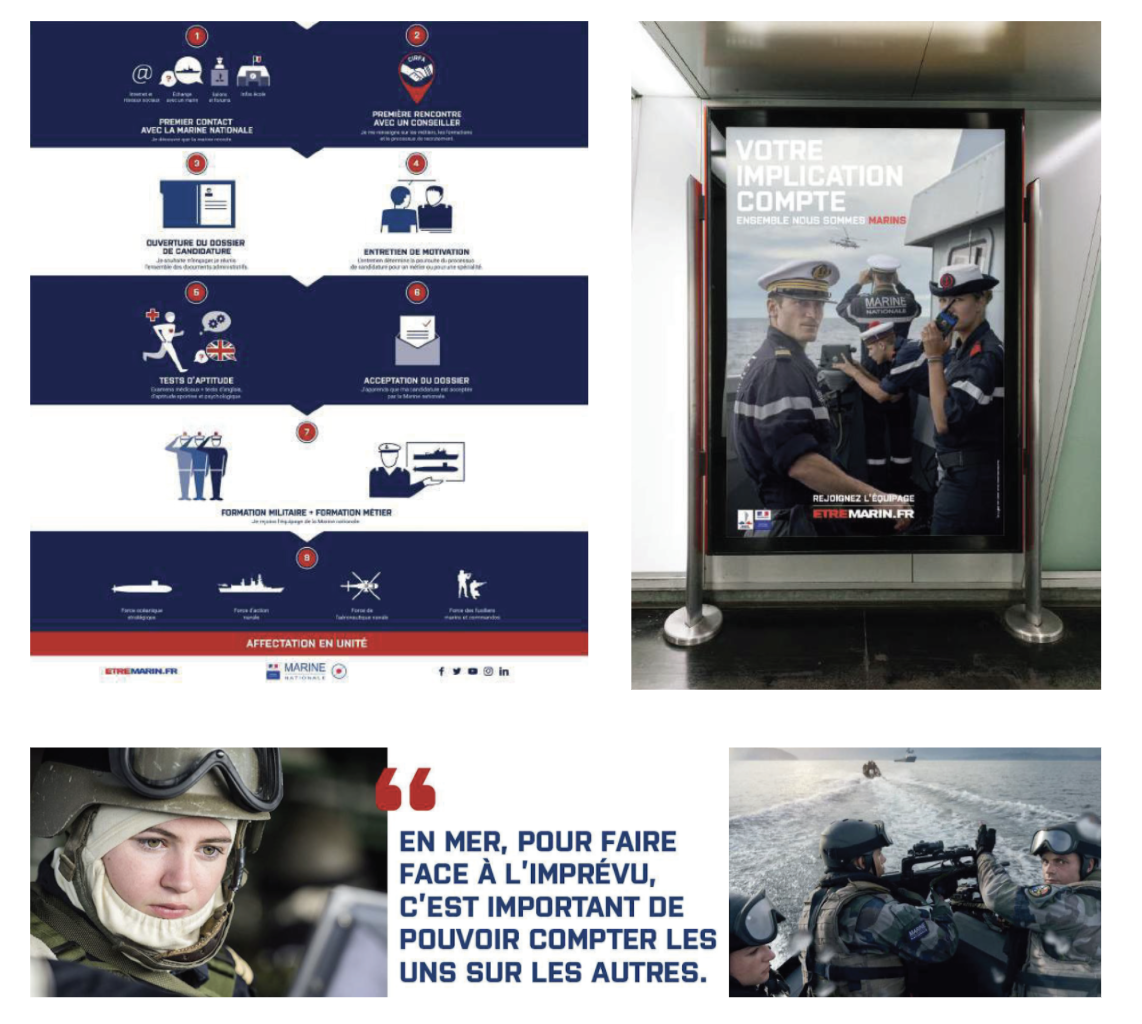 1
2
CIRFA
Internet et
réseaux sociaux
Échange
avec un marin
Salons
et forums
Infos école
PREMIER CONTACT
AVEC LA MARINE NATIONALE
Je découvre que la marine recrute.
PREMIÈRE RENCONTRE
AVEC UN CONSEILLER
Je me renseigne sur les métiers, les formations
et le processus de recrutement.
3
4
OUVERTURE DU DOSSIER
DE CANDIDATURE
Je souhaite m'engager, je réunis
l'ensemble des documents administratifs.
ENTRETIEN DE MOTIVATION
L'entretien détermine la poursuite du processus
de candidature pour un métier ou pour une spécialité.
5
6
TESTS D'APTITUDE
Examens médicaux + tests d'anglais,
d'aptitude sportive et psychologique.
ACCEPTATION DU DOSSIER
J'apprends que ma candidature est acceptée
par la Marine nationale.
7
FORMATION MILITAIRE + FORMATION MÉTIER
Je rejoins l'équipage de la Marine nationale.
8
Force océanique
stratégique
Force d'action
navale
Force de
l'aéronautique navale
Force des fusiliers
marins et commandos
AFFECTATION EN UNITÉ
ETREMARIN.FR
MARINE
NATIONALE
VOTRE
IMPLICATION
COMPTE
ENSEMBLE NOUS SOMMES MARINS
MARINE
NATIONALE
REJOIGNEZ L'ÉQUIPAGE
ETREMARIN.FR
“
EN MER, POUR FAIRE
FACE À L'IMPRÉVU,
C'EST IMPORTANT DE
POUVOIR COMPTER LES
UNS SUR LES AUTRES.